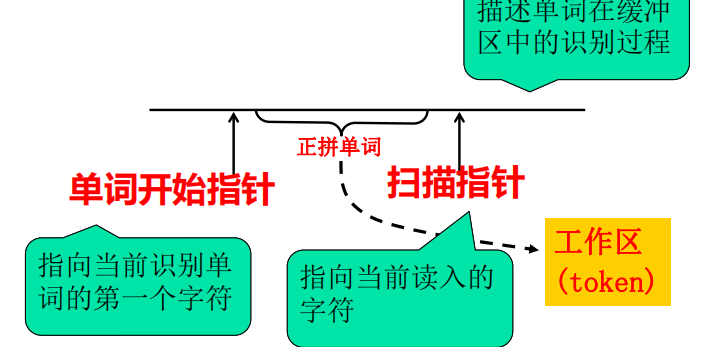 描述单词在缓冲
区中的识别过程
正拼单词
单词开始指针
扫描指针
工作区
(token)
指向当前识别单
词的第一个字符
指向当前读入的
字符